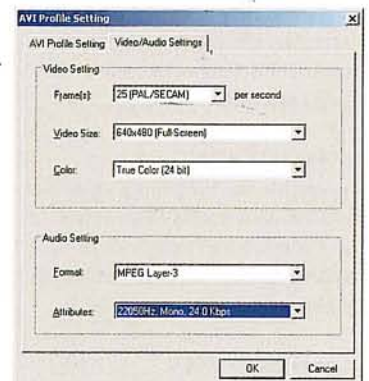 AVI Profile Setting
AVI Profile Setting Video/Audio Settings
Video Setting
Frame(s): 25 (PAL/SECAM) per second
Video Size: 640x480 (Full-Screen)
Color: True Color (24 bit)
Audio Setting
Format: MPEG Layer-3
Attributes: 22050Hz, Mono, 24.0 Kbps
OK Cancel